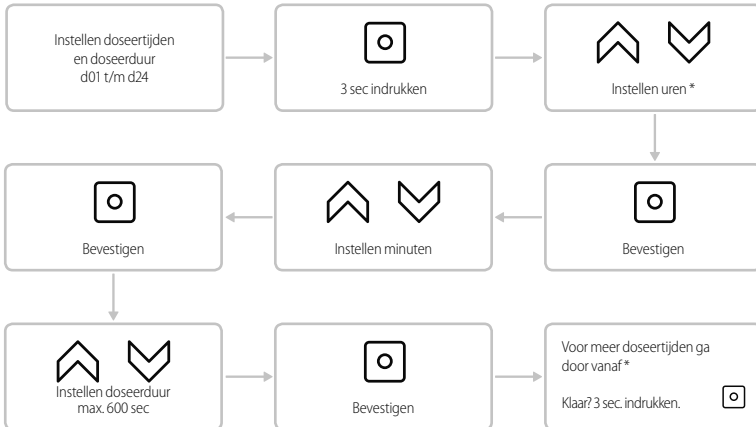 Instellen doseertijden
en doseerduur
d01 t/m d24
3 sec indrukken
Instellen uren *
Bevestigen
Instellen minuten
Bevestigen
Instellen doseerduur
max. 600 sec
Bevestigen
Voor meer doseertijden ga
door vanaf *
Klaar? 3 sec. indrukken.